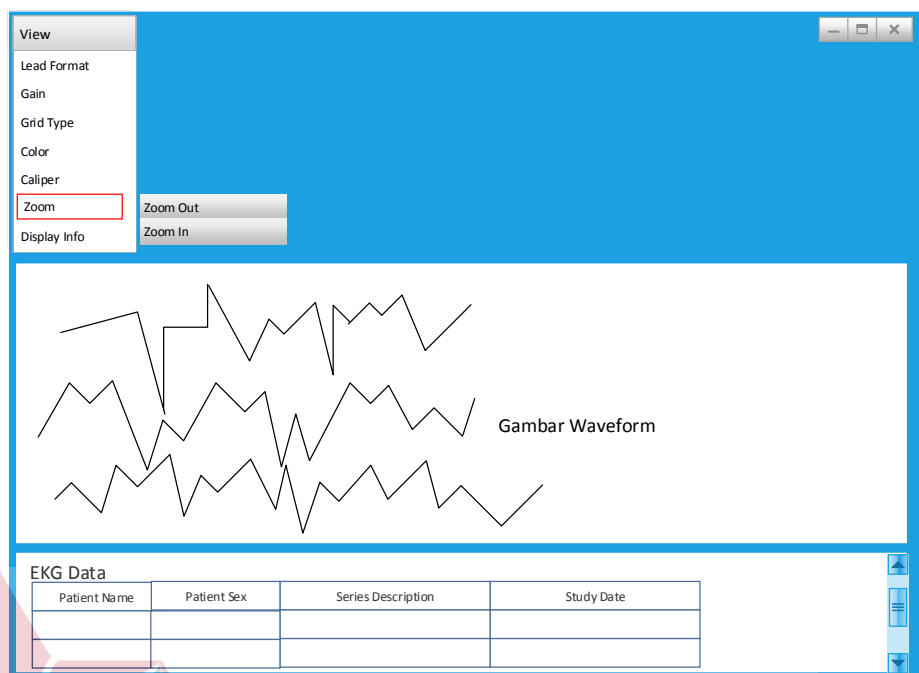 View
Lead Format
Gain
Grid Type
Color
Caliper
Zoom
Zoom Out
Zoom In
Display Info
Gambar Waveform
EKG Data
Patient Name Patient Sex Series Description Study Date